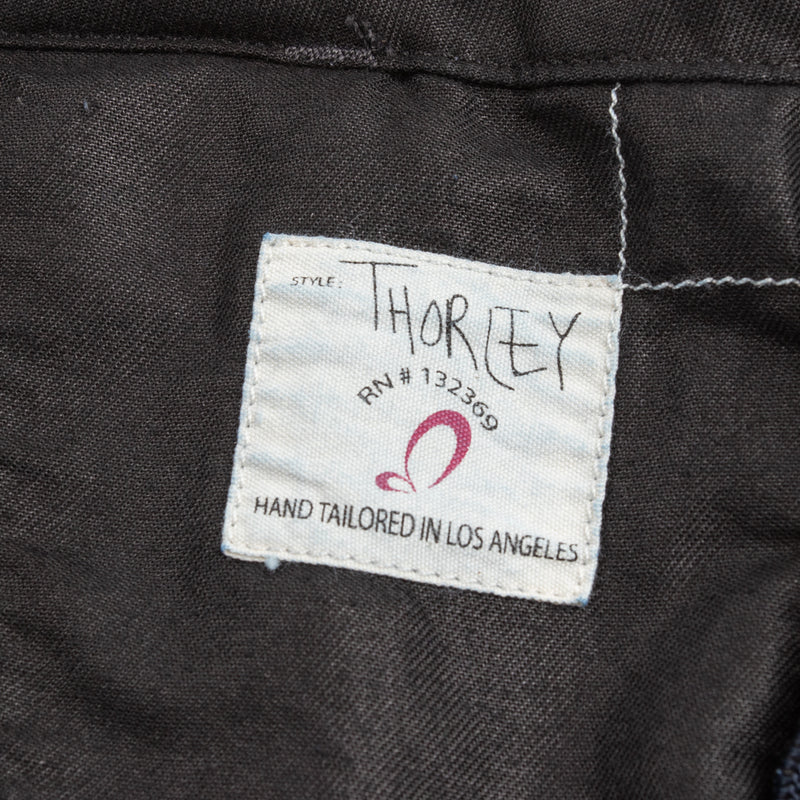 STYLE: THORLEY
RN # 132369
HAND TAILORED IN LOS ANGELES